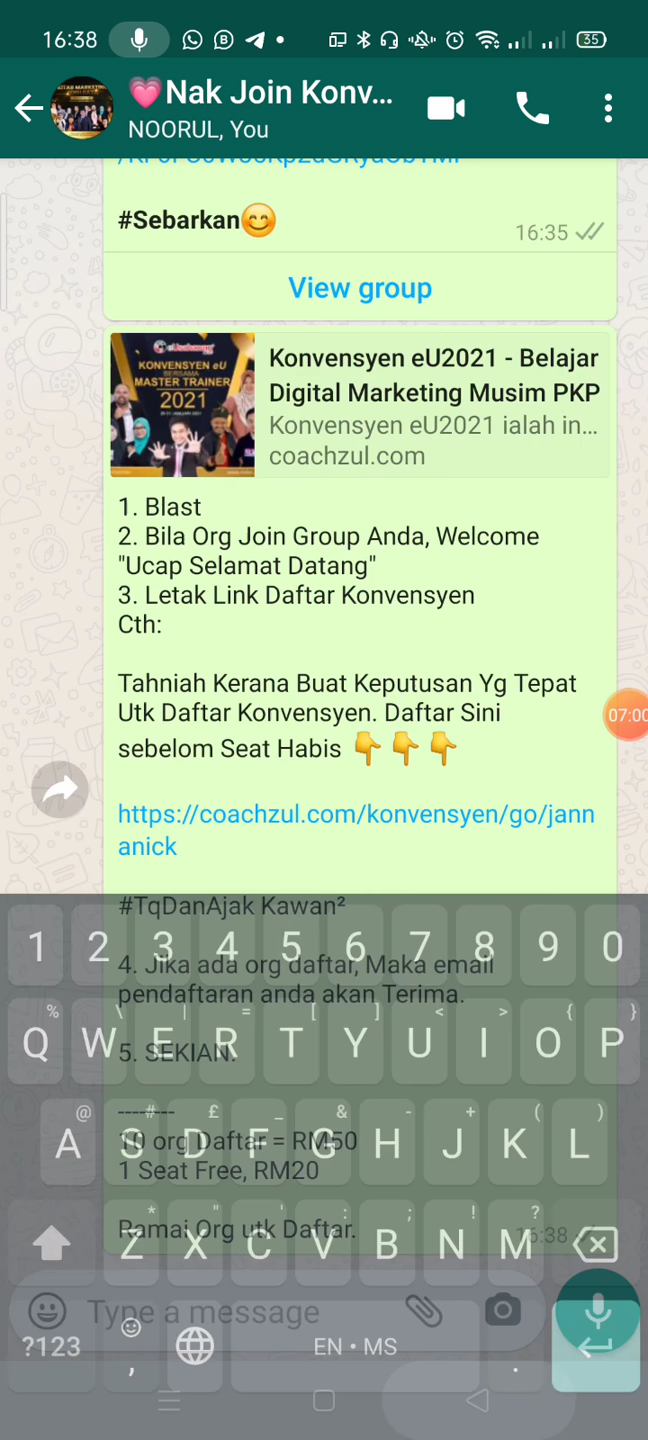 16:38
35
💗Nak Join Konv...
NOORUL, You
#Sebarkan😊
16:35
View group
eUsahawan
KONVENSYEN eU
BERSAMA
MASTER TRAINER
2021
Konvensyen eU2021 - Belajar
Digital Marketing Musim PKP
Konvensyen eU2021 ialah in...
coachzul.com
1. Blast
2. Bila Org Join Group Anda, Welcome
"Ucap Selamat Datang"
3. Letak Link Daftar Konvensyen
Cth:
Tahniah Kerana Buat Keputusan Yg Tepat
Utk Daftar Konvensyen. Daftar Sini
sebelom Seat Habis 👇👇👇
07:00
https://coachzul.com/konvensyen/go/jann
anick
#TqDanAjak Kawan²
1 2 3 4 5 6 7 8 9 0
4. Jika ada org daftar, Maka email
pendaftaran anda akan Terima.
% \ | = [ ] < > { }
Q W E R T Y U I O P
5. SEKIAN.
-------
@ # £ _ & - + ( )
A S D F G H J K L
10 org Daftar = RM50
1 Seat Free, RM20
* " ' : ; ! ?
Z X C V B N M
Ramai Org utk Daftar.
16:38
Type a message
?123 , EN • MS .